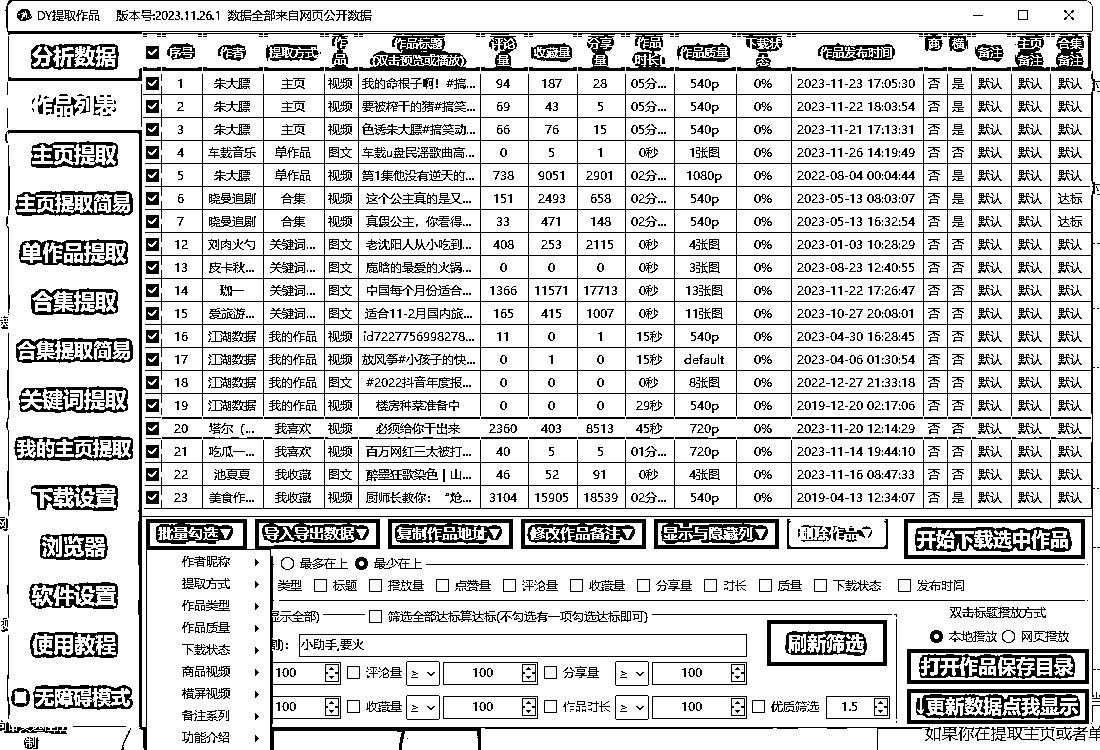 DY提取作品 版本号:2023.11.26.1 数据全部来自网页公开数据
分析数据
作品列表
主页提取
主页提取简易
单作品提取
合集提取
合集提取简易
关键词提取
我的主页提取
下载设置
浏览器
软件设置
使用教程
无障碍模式
序号 作者 提取方式 作品 作品标题(双击预览或播放) 评论量 收藏量 分享量 作品时长 作品质量 下载状态 作品发布时间 商 横 备注 主页备注 合集备注
1 朱大膘 主页 视频 我的命根子啊！#搞... 94 187 28 05分... 540p 0% 2023-11-23 17:05:30 否 是 默认 默认 默认
2 朱大膘 主页 视频 要被榨干的猪#搞笑... 69 43 5 05分... 540p 0% 2023-11-22 18:03:54 否 是 默认 默认 默认
3 朱大膘 主页 视频 色诱朱大膘#搞笑动... 66 76 15 05分... 540p 0% 2023-11-21 17:13:31 否 是 默认 默认 默认
4 车载音乐 单作品 图文 车载u盘民谣歌曲高... 0 5 1 0秒 1张图 0% 2023-11-26 14:19:49 否 否 默认 默认 默认
5 朱大膘 单作品 视频 第1集他没有逆天的... 738 9051 2901 02分... 1080p 0% 2022-08-04 00:04:44 否 否 默认 默认 默认
6 晓曼追剧 合集 视频 这个公主真的是又... 151 2493 658 02分... 540p 0% 2023-05-13 08:03:07 否 是 默认 默认 达标
7 晓曼追剧 合集 视频 真假公主，你看得... 33 471 148 02分... 540p 0% 2023-05-13 16:32:54 否 是 默认 默认 达标
12 刘肉火勺 关键词... 图文 老沈阳人从小吃到... 408 253 2115 0秒 4张图 0% 2023-01-03 10:28:29 否 否 默认 默认 默认
13 皮卡秋... 关键词... 图文 鹿晗的最爱的火锅... 0 0 0 0秒 3张图 0% 2023-08-23 12:40:55 否 否 默认 默认 默认
14 珈一 关键词... 图文 中国每个月份适合... 1366 11571 17713 0秒 13张图 0% 2023-11-22 17:26:47 否 否 默认 默认 默认
15 爱旅游... 关键词... 图文 适合11-2月国内旅... 165 415 1007 0秒 11张图 0% 2023-10-27 20:08:01 否 否 默认 默认 默认
16 江湖数据 我的作品 视频 id7227756998278... 11 0 1 15秒 540p 0% 2023-04-30 16:28:45 否 否 默认 默认 默认
17 江湖数据 我的作品 视频 放风筝#小孩子的快... 0 1 0 15秒 default 0% 2023-04-06 01:30:54 否 否 默认 默认 默认
18 江湖数据 我的作品 图文 #2022抖音年度报... 0 0 0 0秒 8张图 0% 2022-12-27 21:33:18 否 否 默认 默认 默认
19 江湖数据 我的作品 视频 楼房种菜准备中 0 0 0 29秒 540p 0% 2019-12-20 02:17:06 否 否 默认 默认 默认
20 塔尔（... 我喜欢 视频 必须给你干出来 2360 403 8513 45秒 720p 0% 2023-11-20 12:14:29 否 否 默认 默认 默认
21 吃瓜一... 我喜欢 视频 百万网红三太被打... 40 5 5 01分... 720p 0% 2023-11-14 19:44:10 否 否 默认 默认 默认
22 池夏夏 我收藏 图文 醉墨狂歌染色 | 山... 46 52 91 0秒 4张图 0% 2023-11-16 08:47:33 否 否 默认 默认 默认
23 美食作... 我收藏 视频 厨师长教你：“炝... 3104 15905 18539 02分... 540p 0% 2019-04-13 12:34:07 否 是 默认 默认 默认
批量勾选▽ 导入导出数据▽ 复制作品地址▽ 修改作品备注▽ 显示与隐藏列▽ 删除作品▽ 开始下载选中作品
作者昵称
提取方式
作品类型
作品质量
下载状态
商品视频
横屏视频
备注系列
功能介绍
最多在上 最少在上
类型 标题 播放量 点赞量 评论量 收藏量 分享量 时长 质量 下载状态 发布时间
显示全部) 筛选全部达标算达标(不勾选有一项勾选达标即可)
小助手,要火
刷新筛选
100 评论量 ≥ 100 分享量 ≥ 100
100 收藏量 ≥ 100 作品时长 ≥ 100 优质筛选 1.5
双击标题播放方式
本地播放 网页播放
打开作品保存目录
↓更新数据点我显示
如果你在提取主页或者单